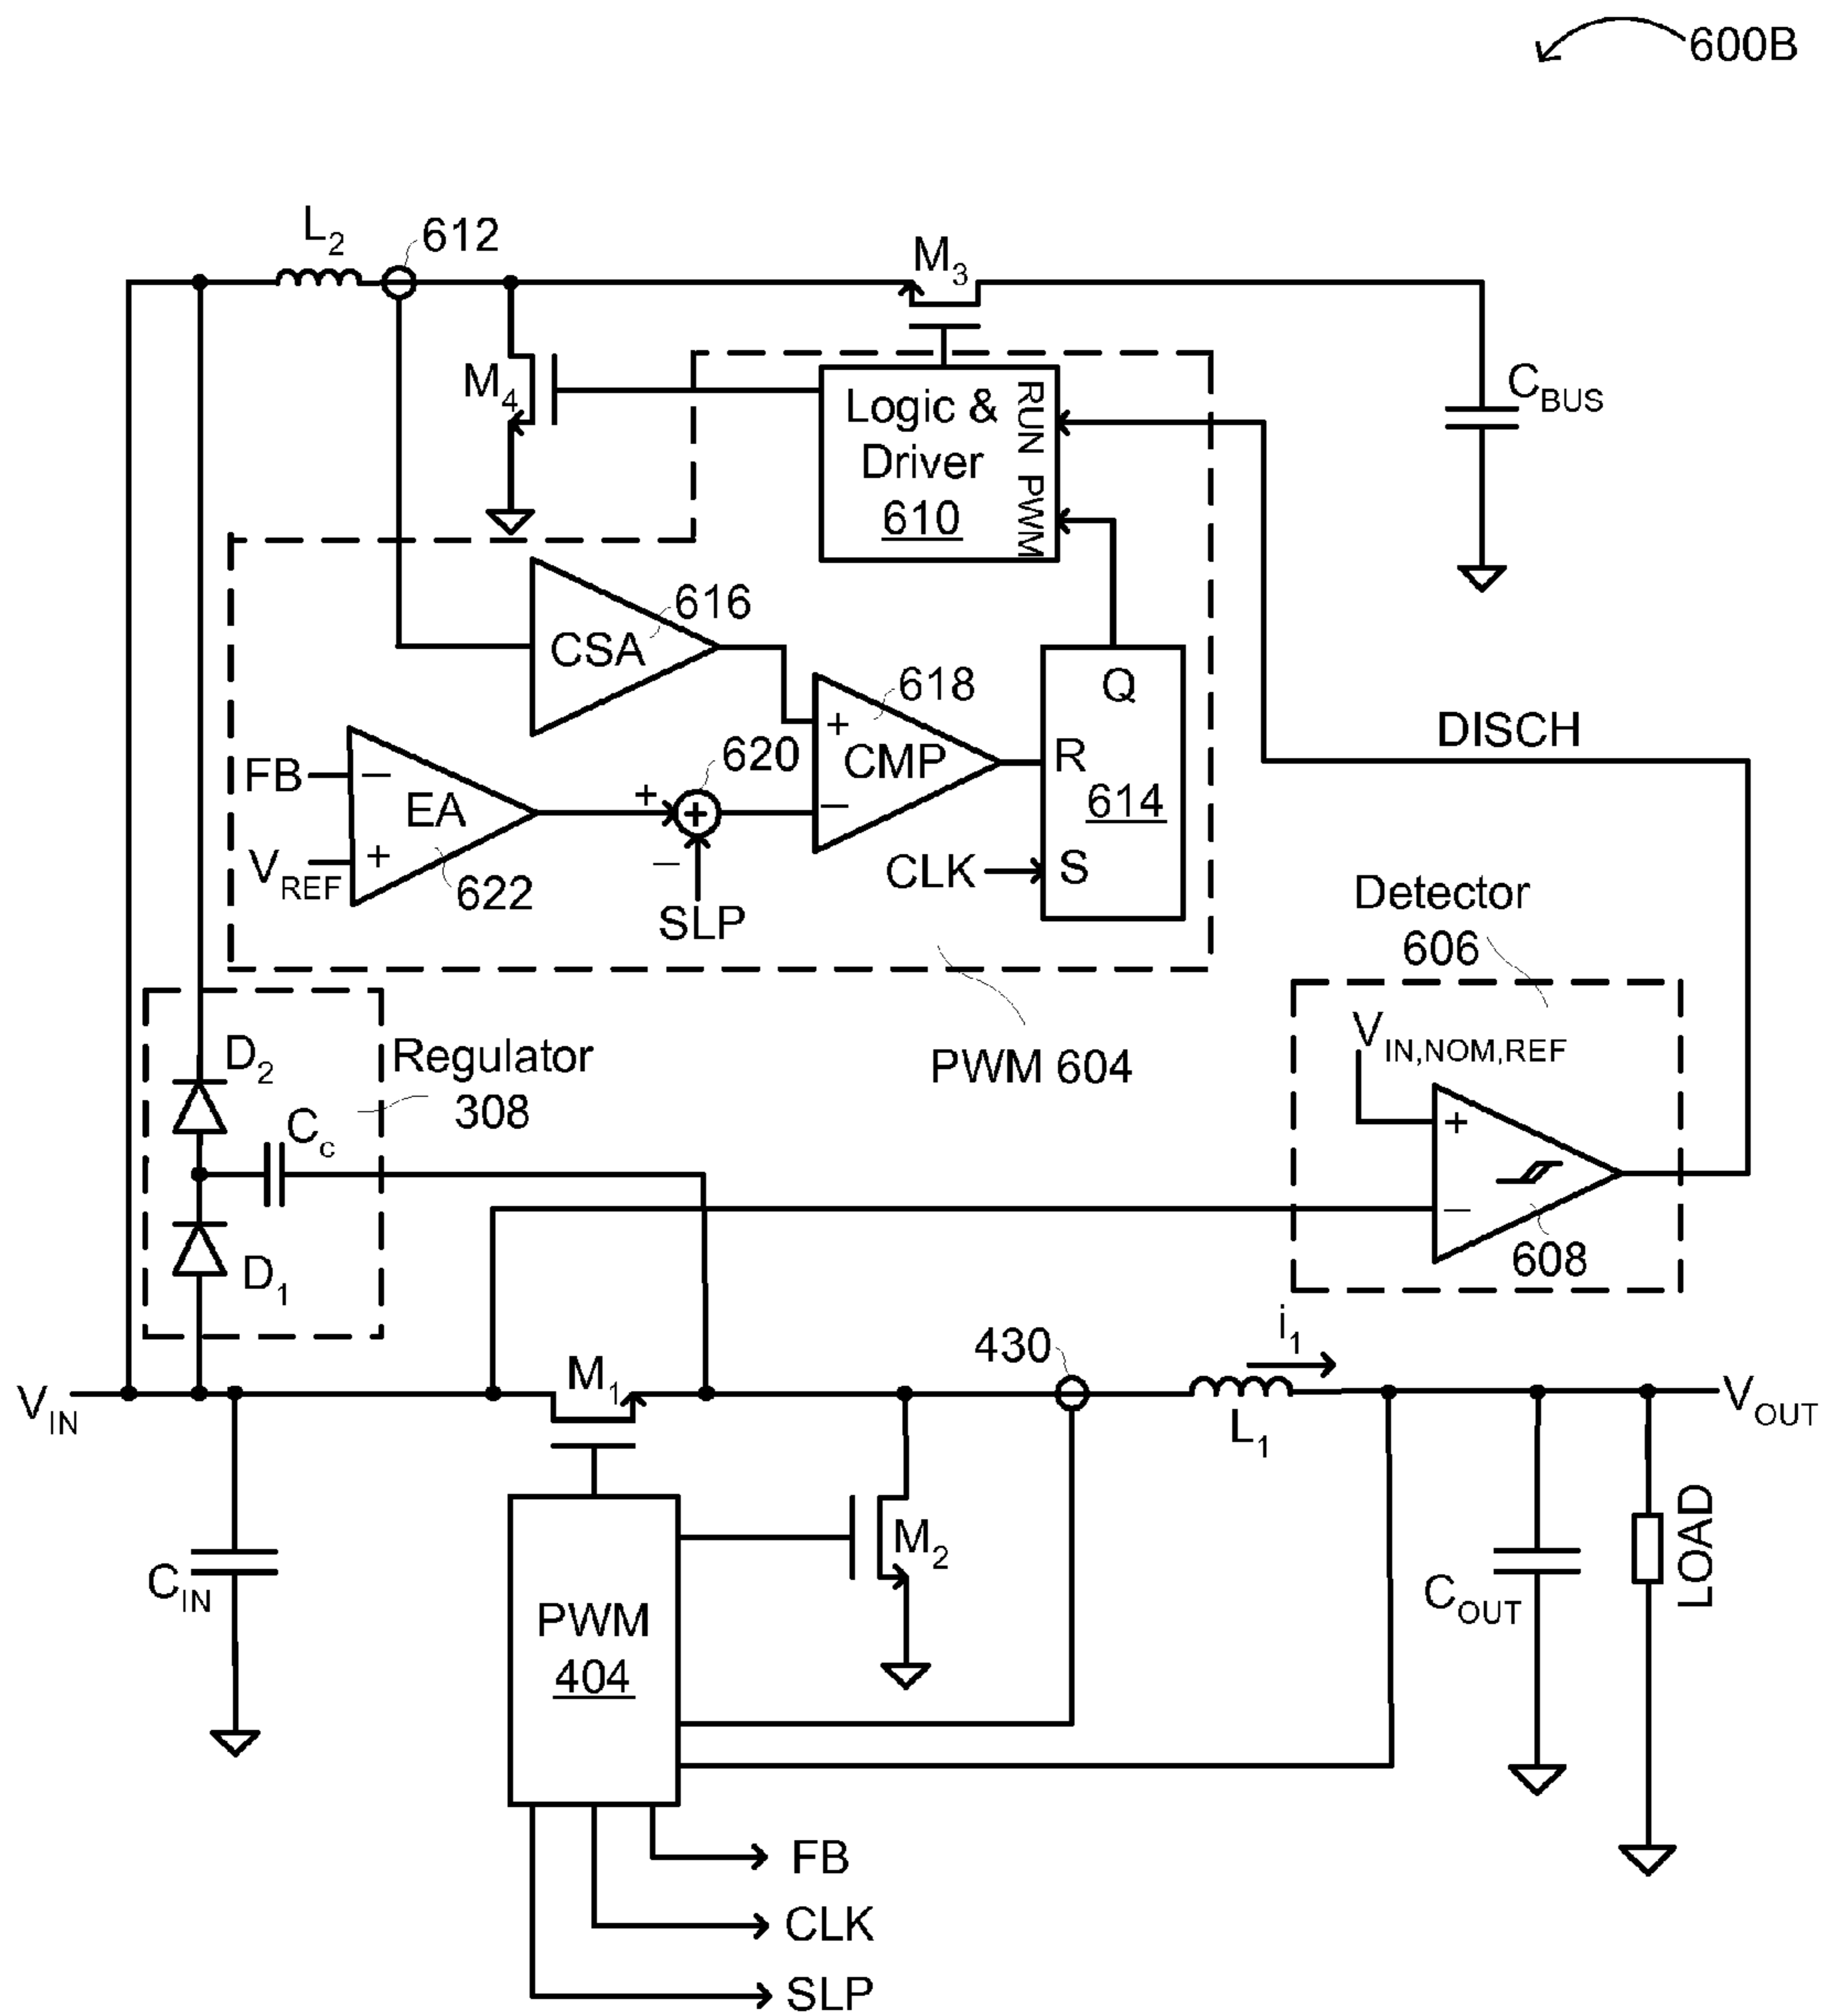 600B
L2
612
M3
M4
Logic &
Driver
610
RUN
PWM
CBUS
CSA
616
Q
618
+
CMP
−
R
614
CLK
S
620
FB
−
EA
+
VREF
622
+
+
−
SLP
DISCH
Detector
606
VIN,NOM,REF
+
−
608
PWM 604
D2
Regulator
308
Cc
D1
VIN
M1
430
i1
L1
VOUT
CIN
PWM
404
M2
COUT
LOAD
FB
CLK
SLP